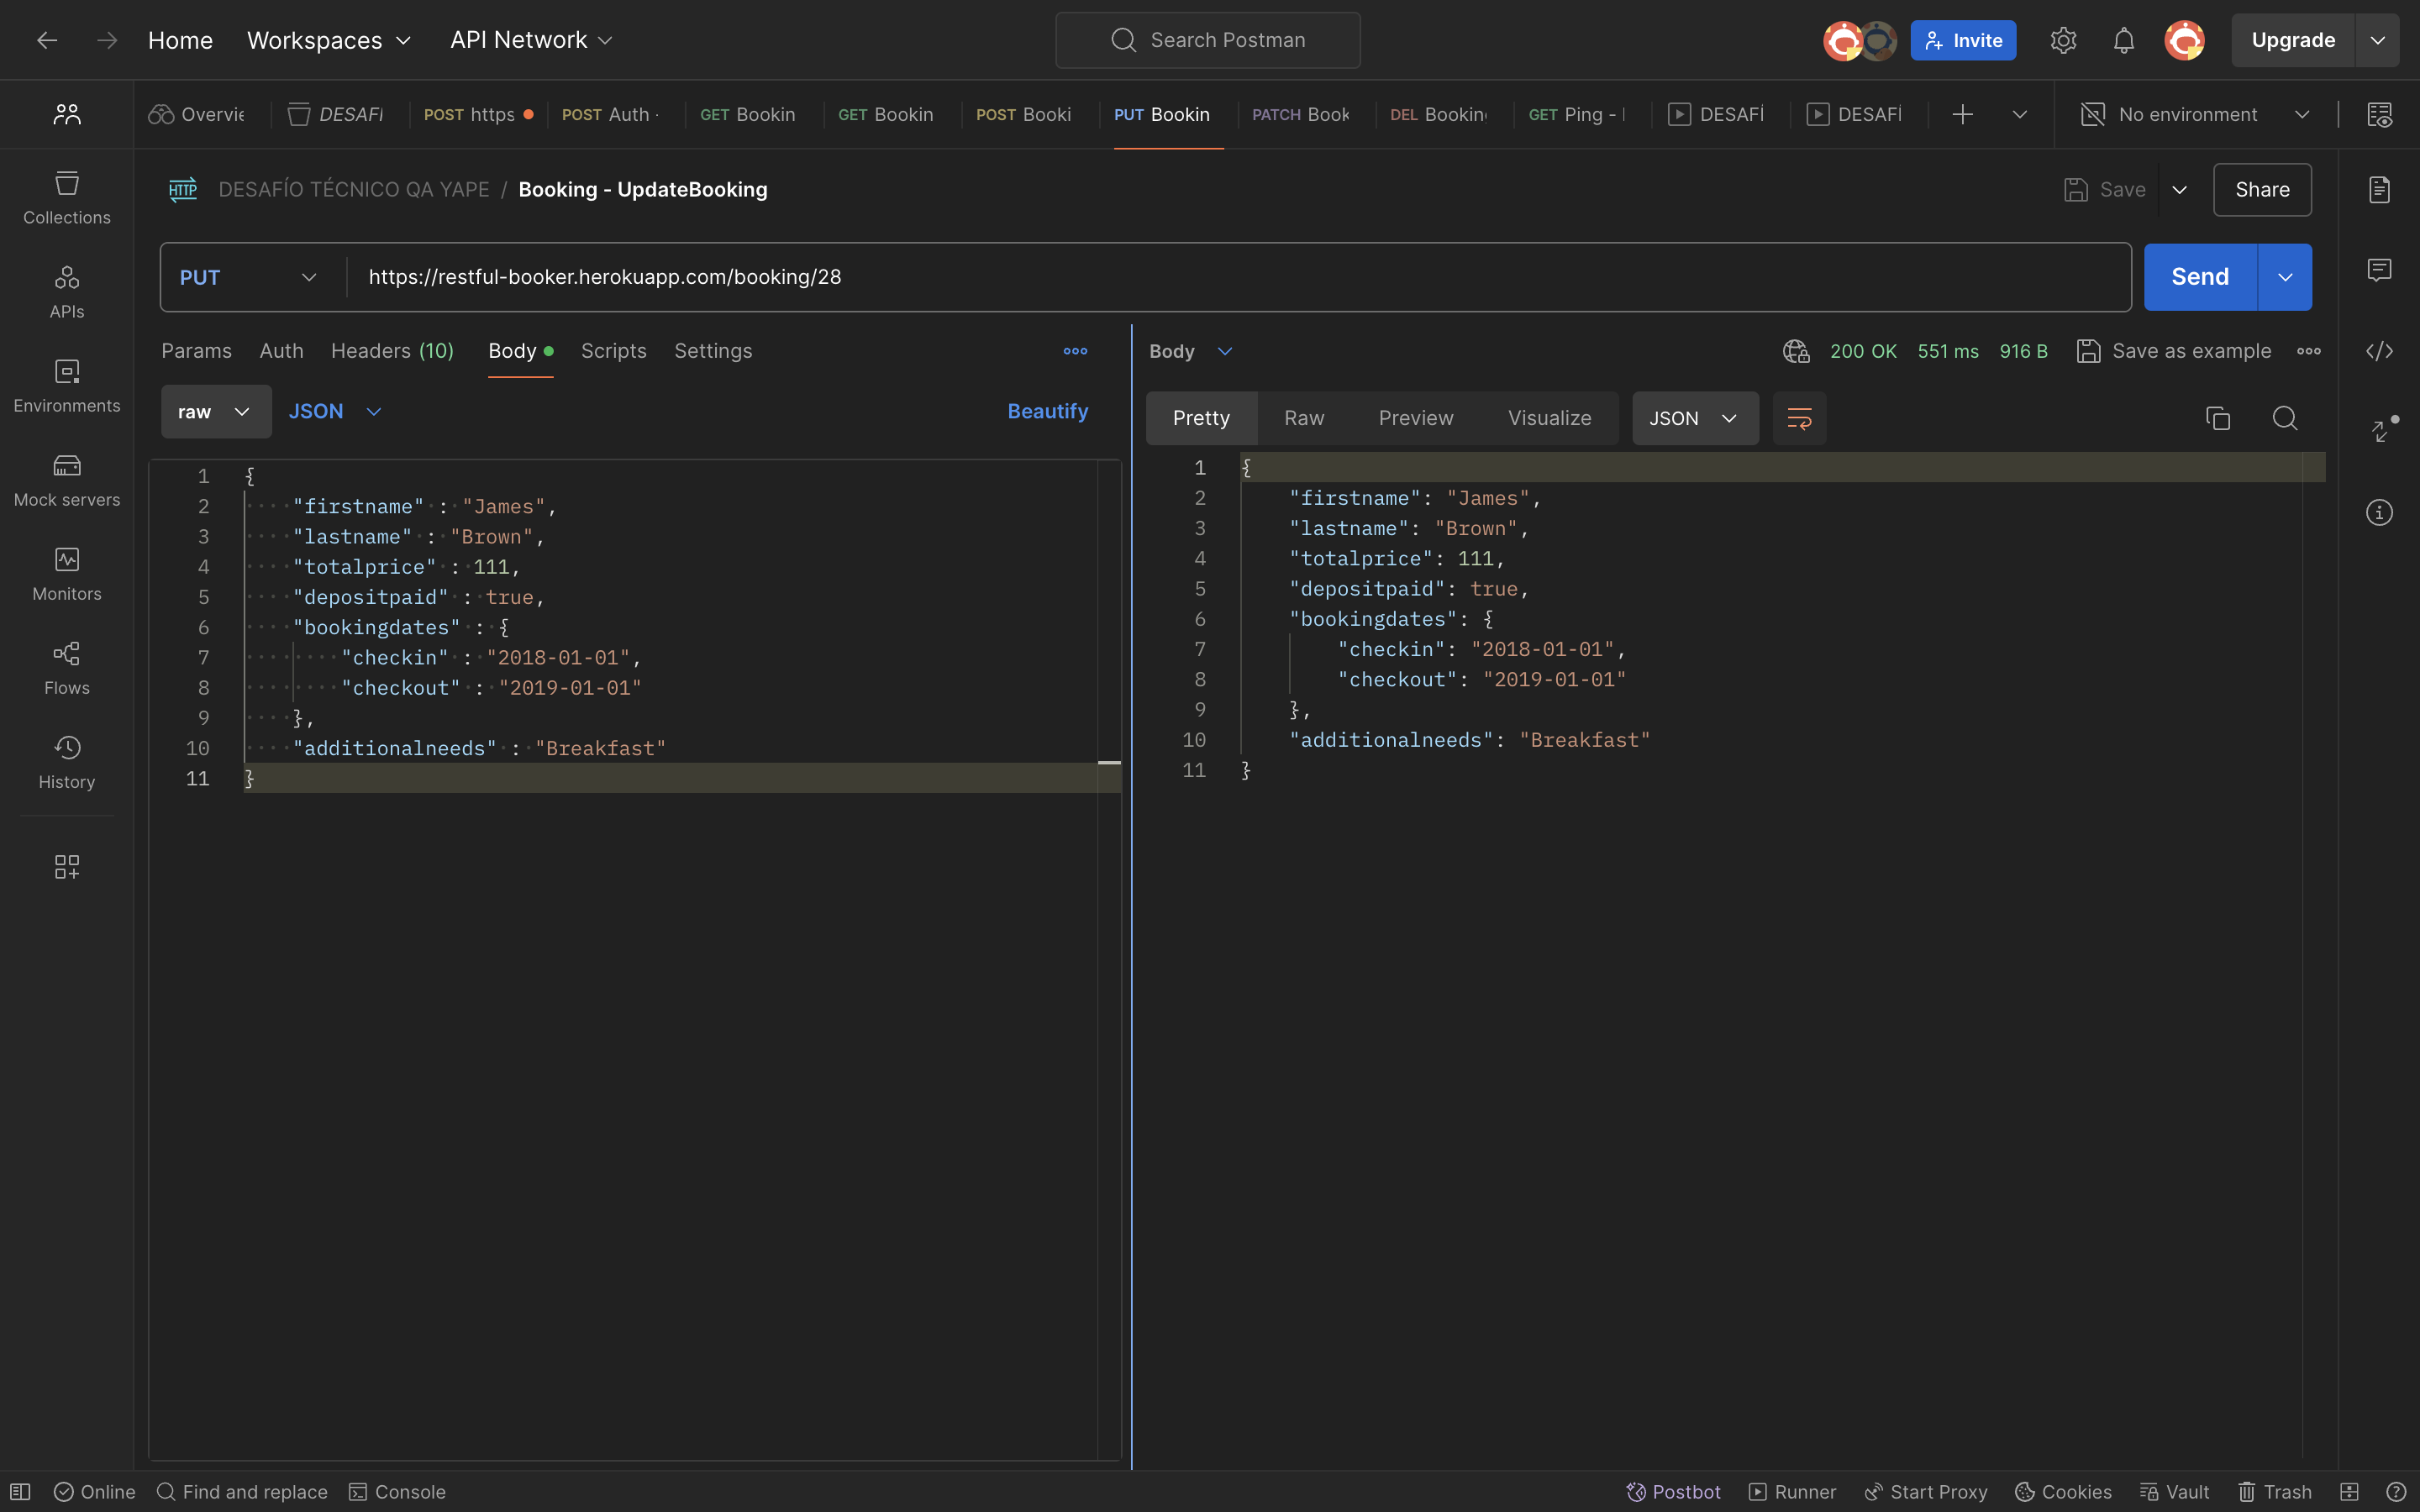 Home Workspaces API Network Search Postman Invite Upgrade
Overvie DESAFI POST https POST Auth · GET Bookin GET Bookin POST Booki PUT Bookin PATCH Book DEL Booking GET Ping - DESAFÍ DESAFÍ No environment
DESAFÍO TÉCNICO QA YAPE / Booking - UpdateBooking Save Share
HTTP
Collections
APIs
Environments
Mock servers
Monitors
Flows
History
PUT https://restful-booker.herokuapp.com/booking/28 Send
Params Auth Headers (10) Body Scripts Settings
raw JSON Beautify
1 {
2 "firstname" : "James",
3 "lastname" : "Brown",
4 "totalprice" : 111,
5 "depositpaid" : true,
6 "bookingdates" : {
7 "checkin" : "2018-01-01",
8 "checkout" : "2019-01-01"
9 },
10 "additionalneeds" : "Breakfast"
11 }
Body 200 OK 551 ms 916 B Save as example
Pretty Raw Preview Visualize JSON
1 {
2 "firstname": "James",
3 "lastname": "Brown",
4 "totalprice": 111,
5 "depositpaid": true,
6 "bookingdates": {
7 "checkin": "2018-01-01",
8 "checkout": "2019-01-01"
9 },
10 "additionalneeds": "Breakfast"
11 }
Online Find and replace Console Postbot Runner Start Proxy Cookies Vault Trash